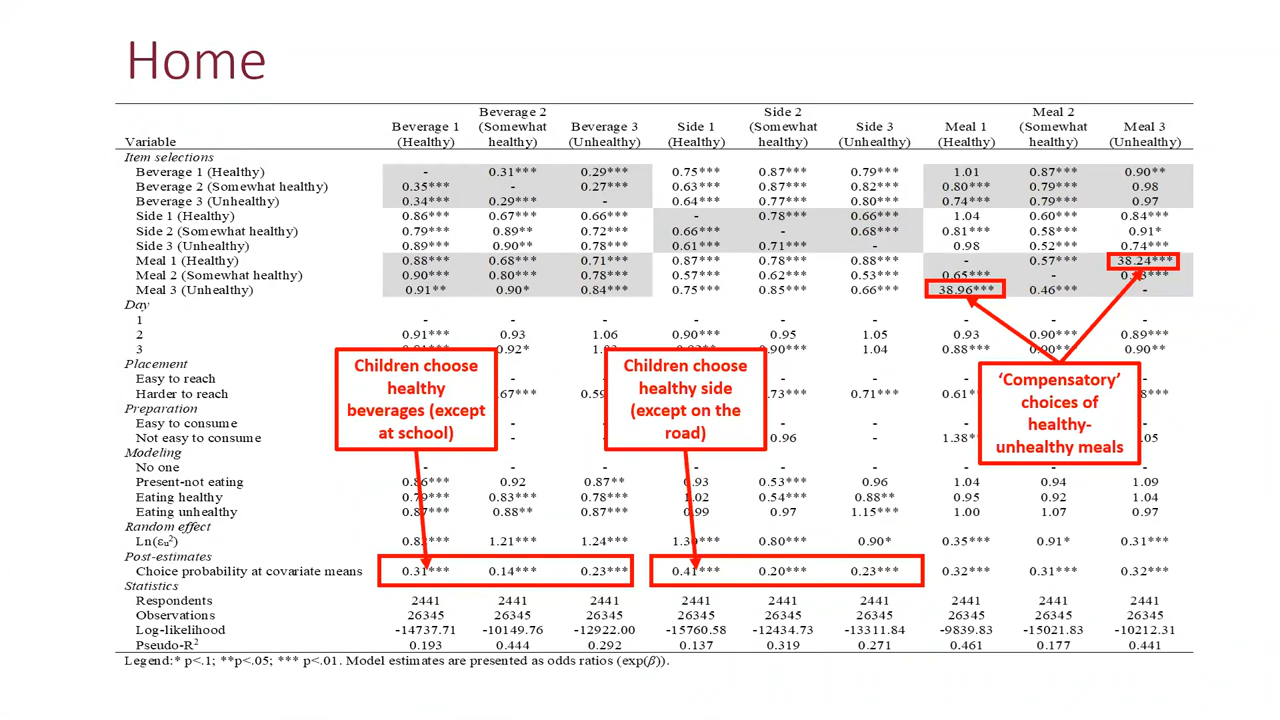 Home
Beverage 2 Side 2 Meal 2
Beverage 1 (Somewhat Beverage 3 Side 1 (Somewhat Side 3 Meal 1 (Somewhat Meal 3
Variable (Healthy) healthy) (Unhealthy) (Healthy) healthy) (Unhealthy) (Healthy) healthy) (Unhealthy)
Item selections
Beverage 1 (Healthy) - 0.31*** 0.29*** 0.75*** 0.87*** 0.79*** 1.01 0.87*** 0.90**
Beverage 2 (Somewhat healthy) 0.35*** - 0.27*** 0.63*** 0.87*** 0.82*** 0.80*** 0.79*** 0.98
Beverage 3 (Unhealthy) 0.34*** 0.29*** - 0.64*** 0.77*** 0.80*** 0.74*** 0.79*** 0.97
Side 1 (Healthy) 0.86*** 0.67*** 0.66*** - 0.78*** 0.66*** 1.04 0.60*** 0.84***
Side 2 (Somewhat healthy) 0.79*** 0.89** 0.72*** 0.66*** - 0.68*** 0.81*** 0.58*** 0.91*
Side 3 (Unhealthy) 0.89*** 0.90** 0.78*** 0.61*** 0.71*** - 0.98 0.52*** 0.74***
Meal 1 (Healthy) 0.88*** 0.68*** 0.71*** 0.87*** 0.78*** 0.88*** - 0.57*** 38.24***
Meal 2 (Somewhat healthy) 0.90*** 0.80*** 0.78*** 0.57*** 0.62*** 0.53*** 0.65*** -
Meal 3 (Unhealthy) 0.91** 0.90* 0.84*** 0.75*** 0.85*** 0.66*** 38.96*** 0.46*** -
Day
1 - - - - - - - - -
2 0.91*** 0.93 1.06 0.90*** 0.95 1.05 0.93 0.90*** 0.89***
3 0.92* 0.90*** 1.04 0.88*** 0.90*** 0.90**
Placement
Easy to reach - - -
Harder to reach
Preparation
Easy to consume - - -
Not easy to consume - 0.96 -
Modeling
No one - - - - - - - - -
Present-not eating 0.86*** 0.92 0.87** 0.93 0.53*** 0.96 1.04 0.94 1.09
Eating healthy 0.79*** 0.83*** 0.78*** 1.02 0.54*** 0.88** 0.95 0.92 1.04
Eating unhealthy 0.87*** 0.88** 0.87*** 0.99 0.97 1.15*** 1.00 1.07 0.97
Random effect
Ln(εᵤ²) 1.21*** 1.24*** 0.80*** 0.90* 0.35*** 0.91* 0.31***
Post-estimates
Choice probability at covariate means 0.31*** 0.14*** 0.23*** 0.41*** 0.20*** 0.23*** 0.32*** 0.31*** 0.32***
Statistics
Respondents 2441 2441 2441 2441 2441 2441 2441 2441 2441
Observations 26345 26345 26345 26345 26345 26345 26345 26345 26345
Log-likelihood -14737.71 -10149.76 -12922.00 -15760.58 -12434.73 -13311.84 -9839.83 -15021.83 -10212.31
Pseudo-R² 0.193 0.444 0.292 0.137 0.319 0.271 0.461 0.177 0.441
Legend:* p<.1; **p<.05; *** p<.01. Model estimates are presented as odds ratios (exp(β)).
Children choose
healthy
beverages (except
at school)
Children choose
healthy side
(except on the
road)
‘Compensatory’
choices of
healthy-
unhealthy meals